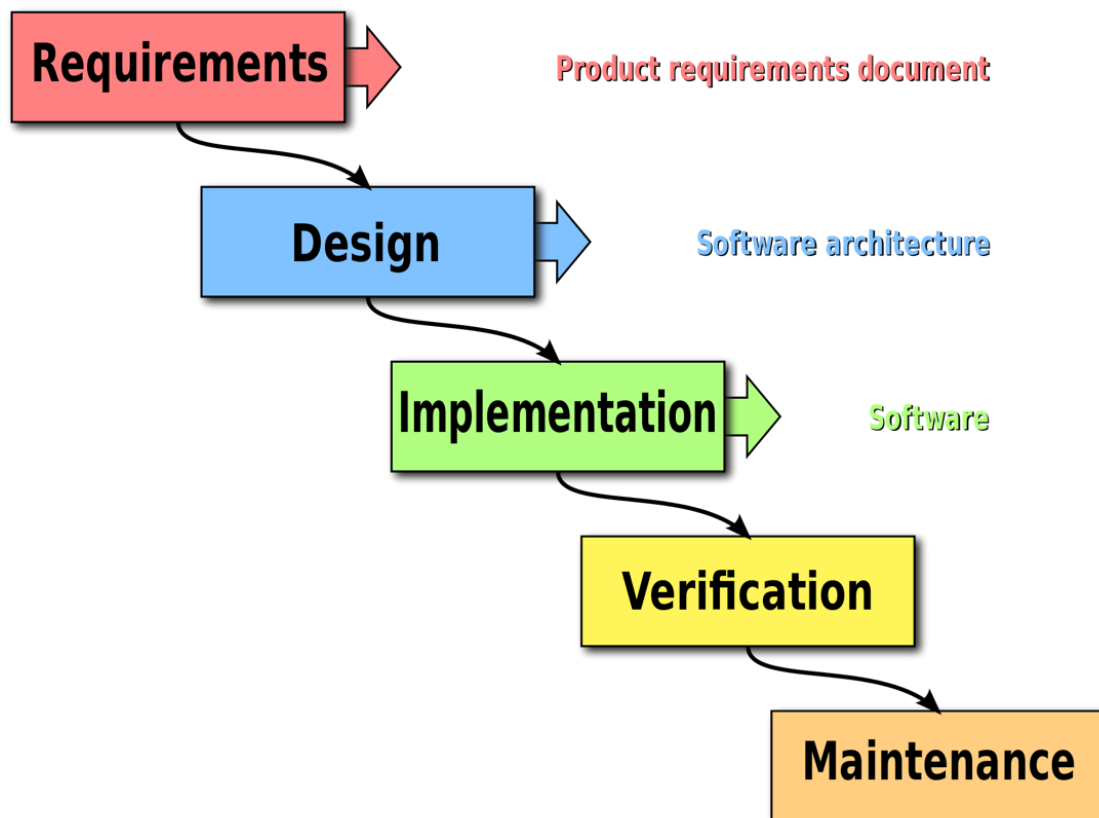 Requirements
Product requirements document
Design
Software architecture
Implementation
Software
Verification
Maintenance